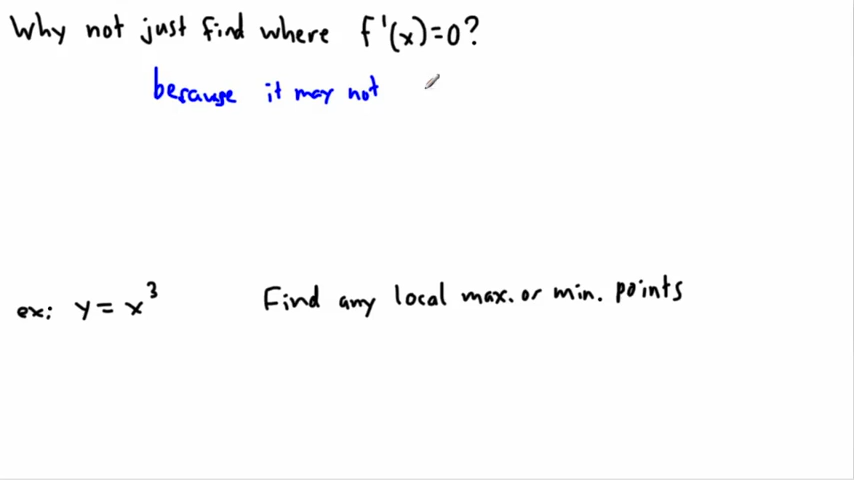 Why not just find where f'(x)=0?
because it may not
ex: y = x³ Find any local max. or min. points